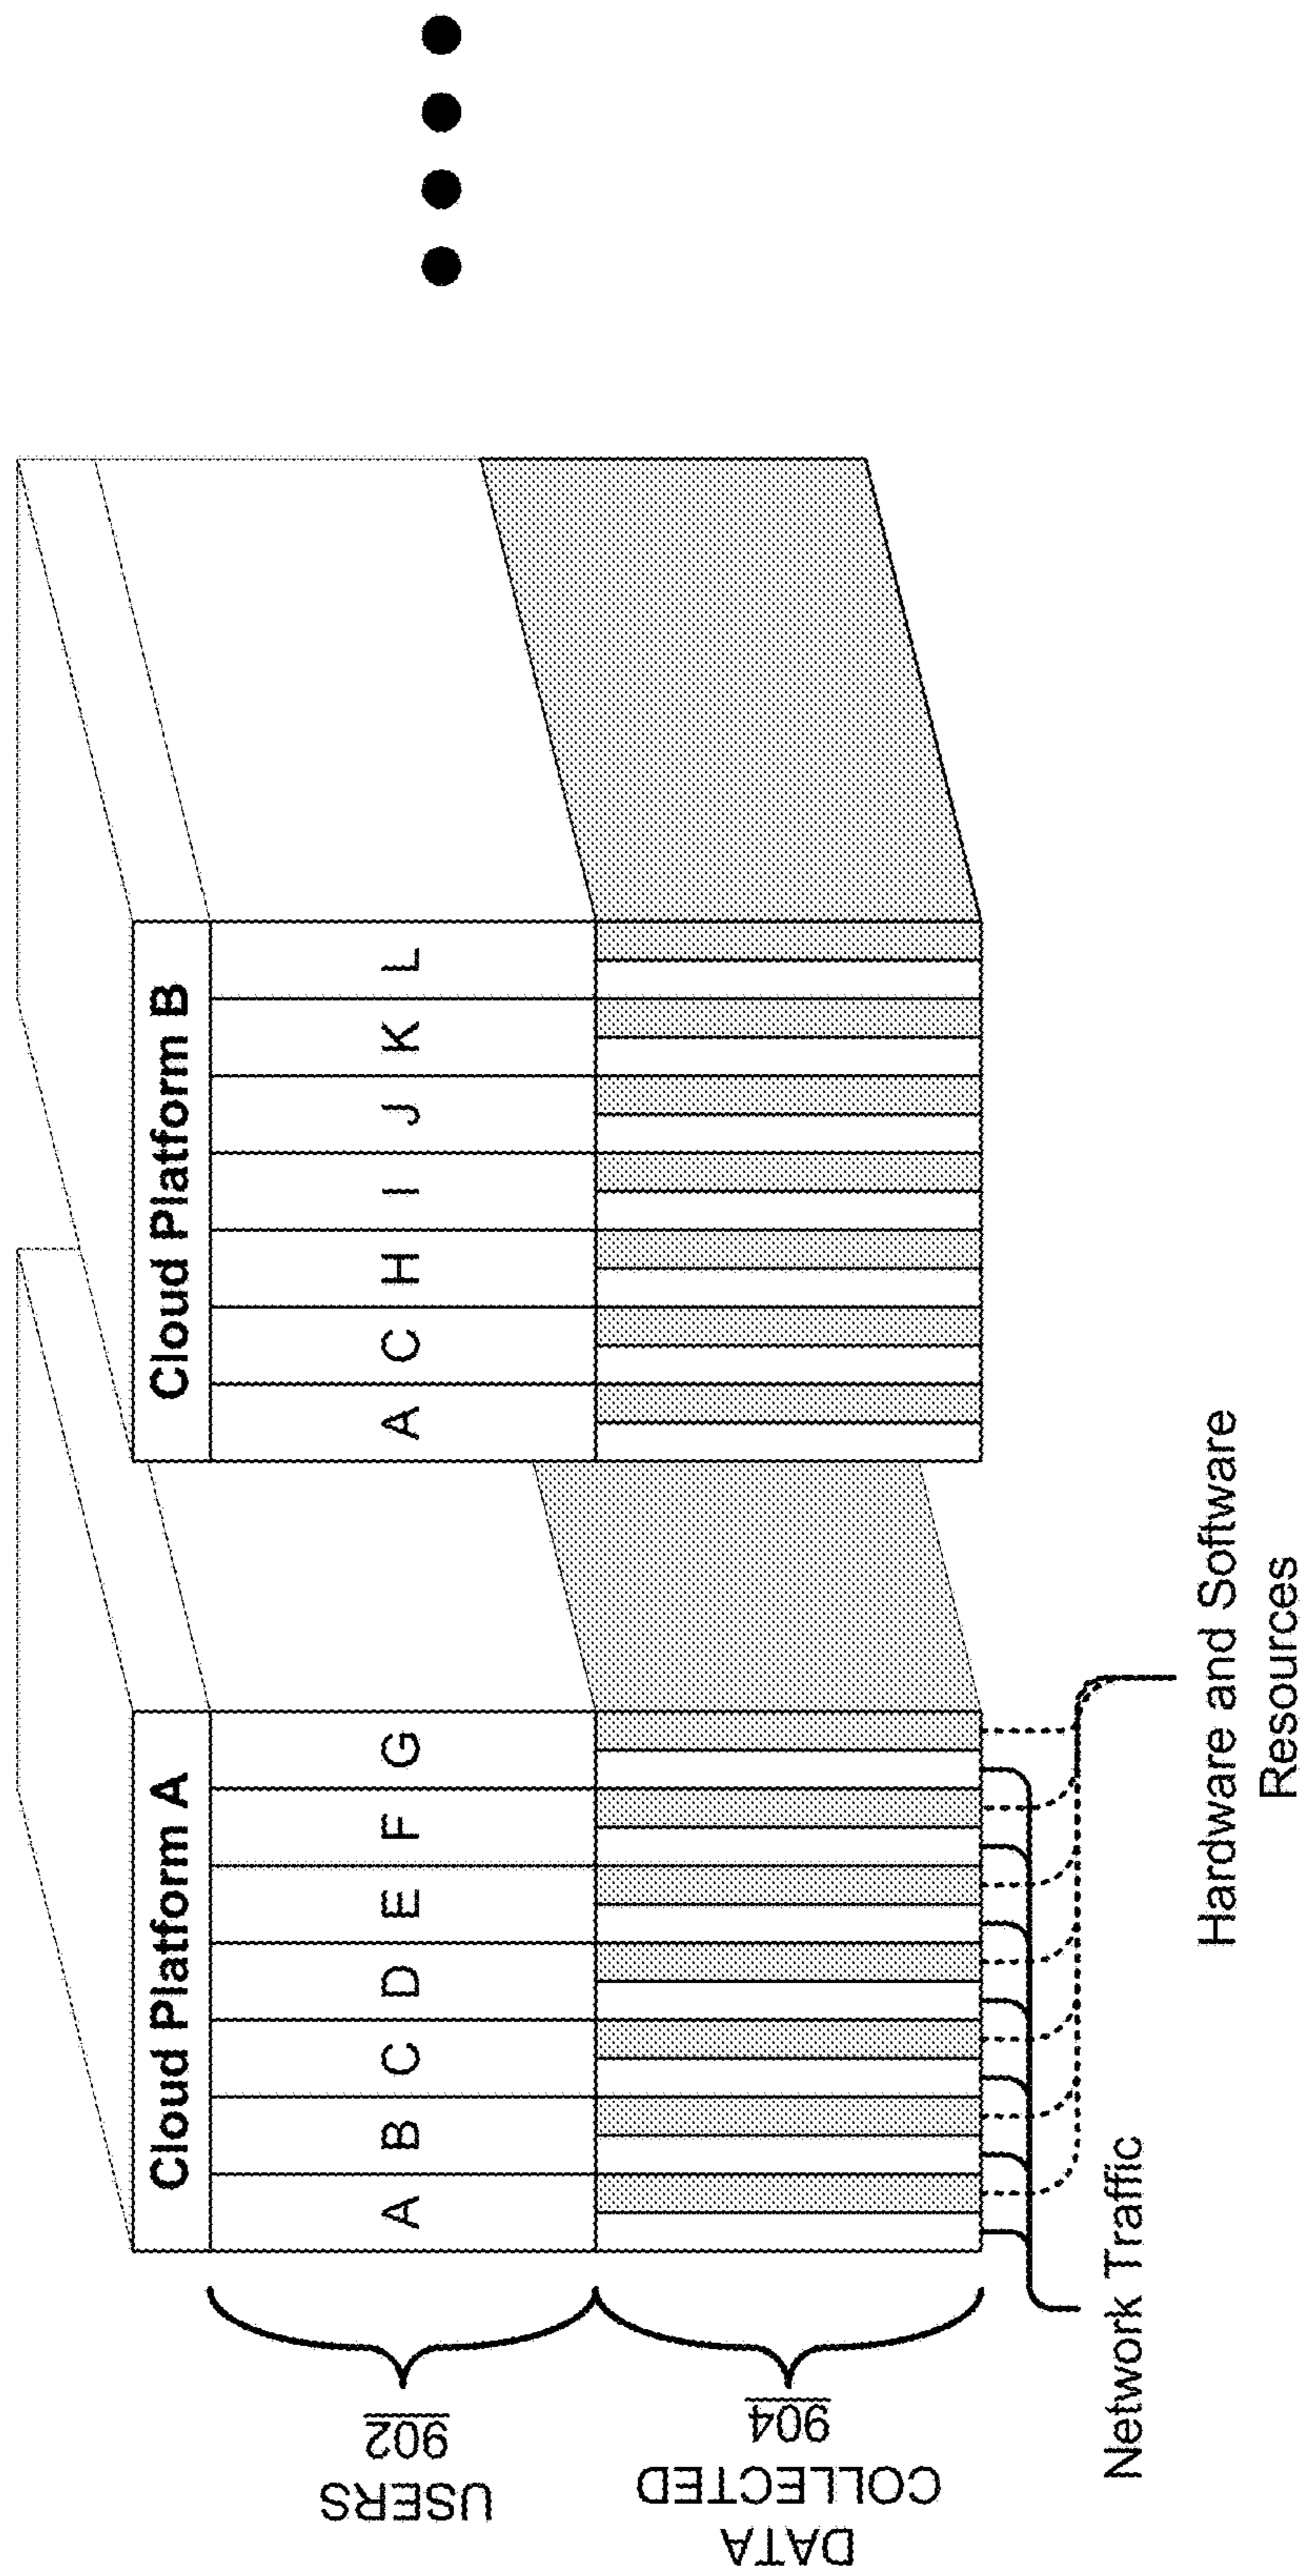 Cloud Platform A
Cloud Platform B
USERS
902
A
B
C
D
E
F
G
A
C
H
I
J
K
L
DATA
COLLECTED
904
Network Traffic
Hardware and Software
Resources